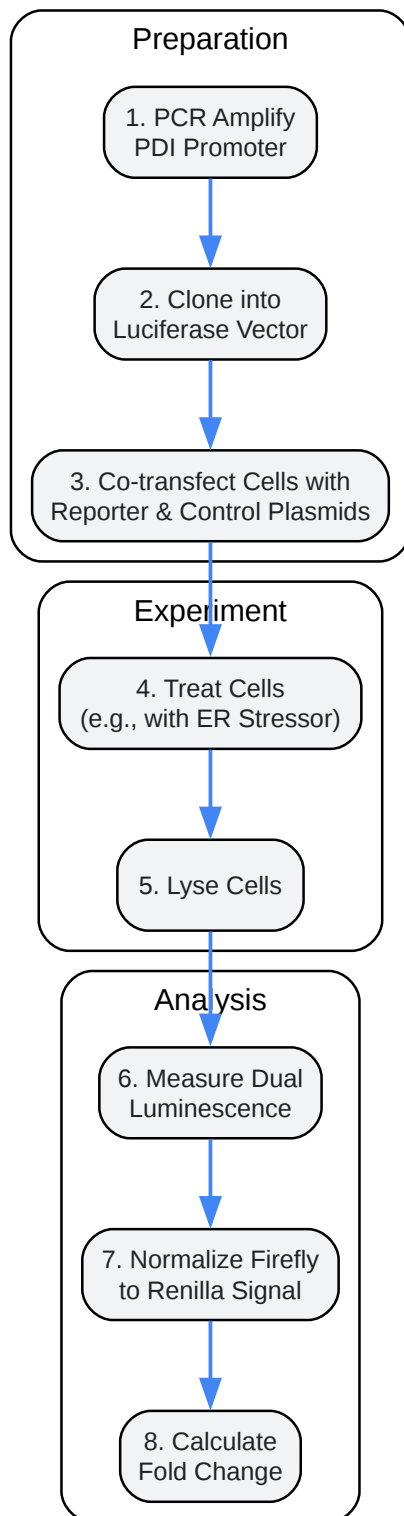 Preparation
1. PCR Amplify
PDI Promoter
2. Clone into
Luciferase Vector
3. Co-transfect Cells with
Reporter & Control Plasmids
Experiment
4. Treat Cells
(e.g., with ER Stressor)
5. Lyse Cells
Analysis
6. Measure Dual
Luminescence
7. Normalize Firefly
to Renilla Signal
8. Calculate
Fold Change